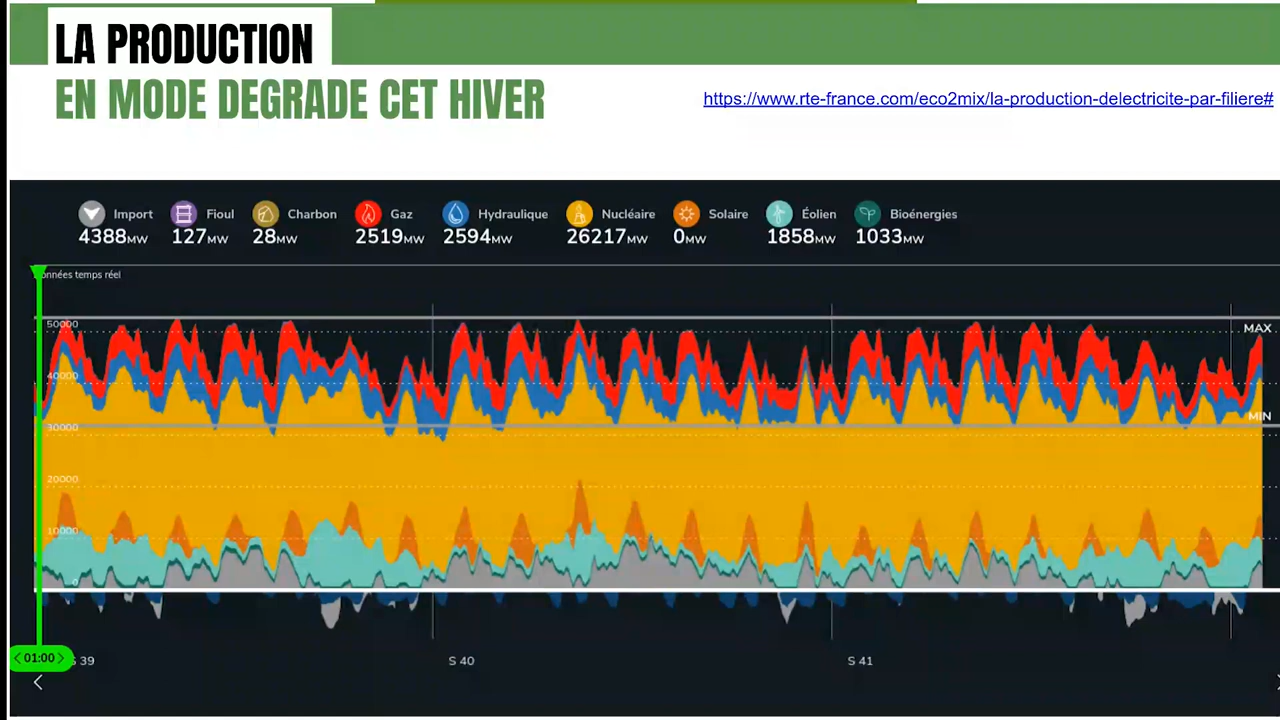 LA PRODUCTION
EN MODE DEGRADE CET HIVER
https://www.rte-france.com/eco2mix/la-production-delectricite-par-filiere#
Import Fioul Charbon Gaz Hydraulique Nucléaire Solaire Éolien Bioénergies
4388MW 127MW 28MW 2519MW 2594MW 26217MW 0MW 1858MW 1033MW
onnées temps réel
50000
MAX
40000
MIN
30000
20000
10000
0
01:00 S 39 S 40 S 41